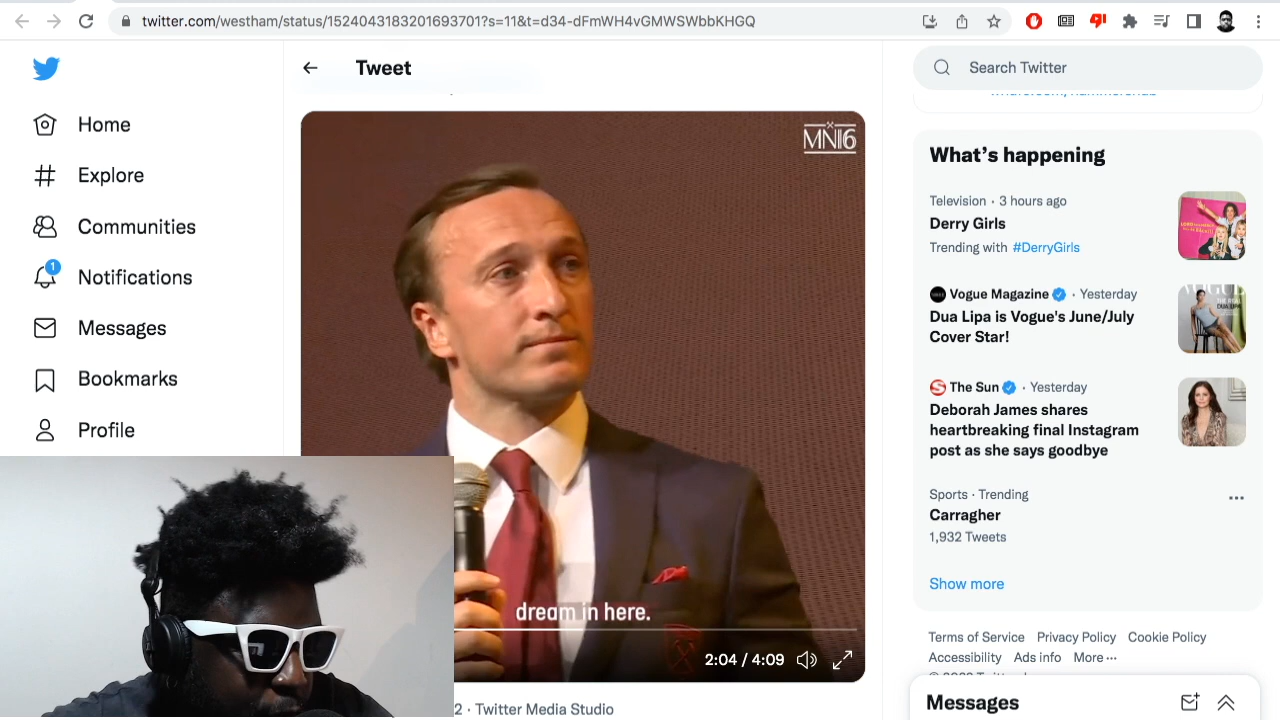 twitter.com/westham/status/1524043183201693701?s=11&t=d34-dFmWH4vGMWSWbbKHGQ
Tweet
Search Twitter
Home
Explore
Communities
1
Notifications
Messages
Bookmarks
Profile
MN16
dream in here.
2:04 / 4:09
2 · Twitter Media Studio
What's happening
Television · 3 hours ago
Derry Girls
Trending with #DerryGirls
Vogue Magazine · Yesterday
Dua Lipa is Vogue's June/July
Cover Star!
VOGUE
The Sun · Yesterday
Deborah James shares
heartbreaking final Instagram
post as she says goodbye
Sports · Trending
Carragher
1,932 Tweets
Show more
Terms of Service Privacy Policy Cookie Policy
Accessibility Ads info More ···
Messages